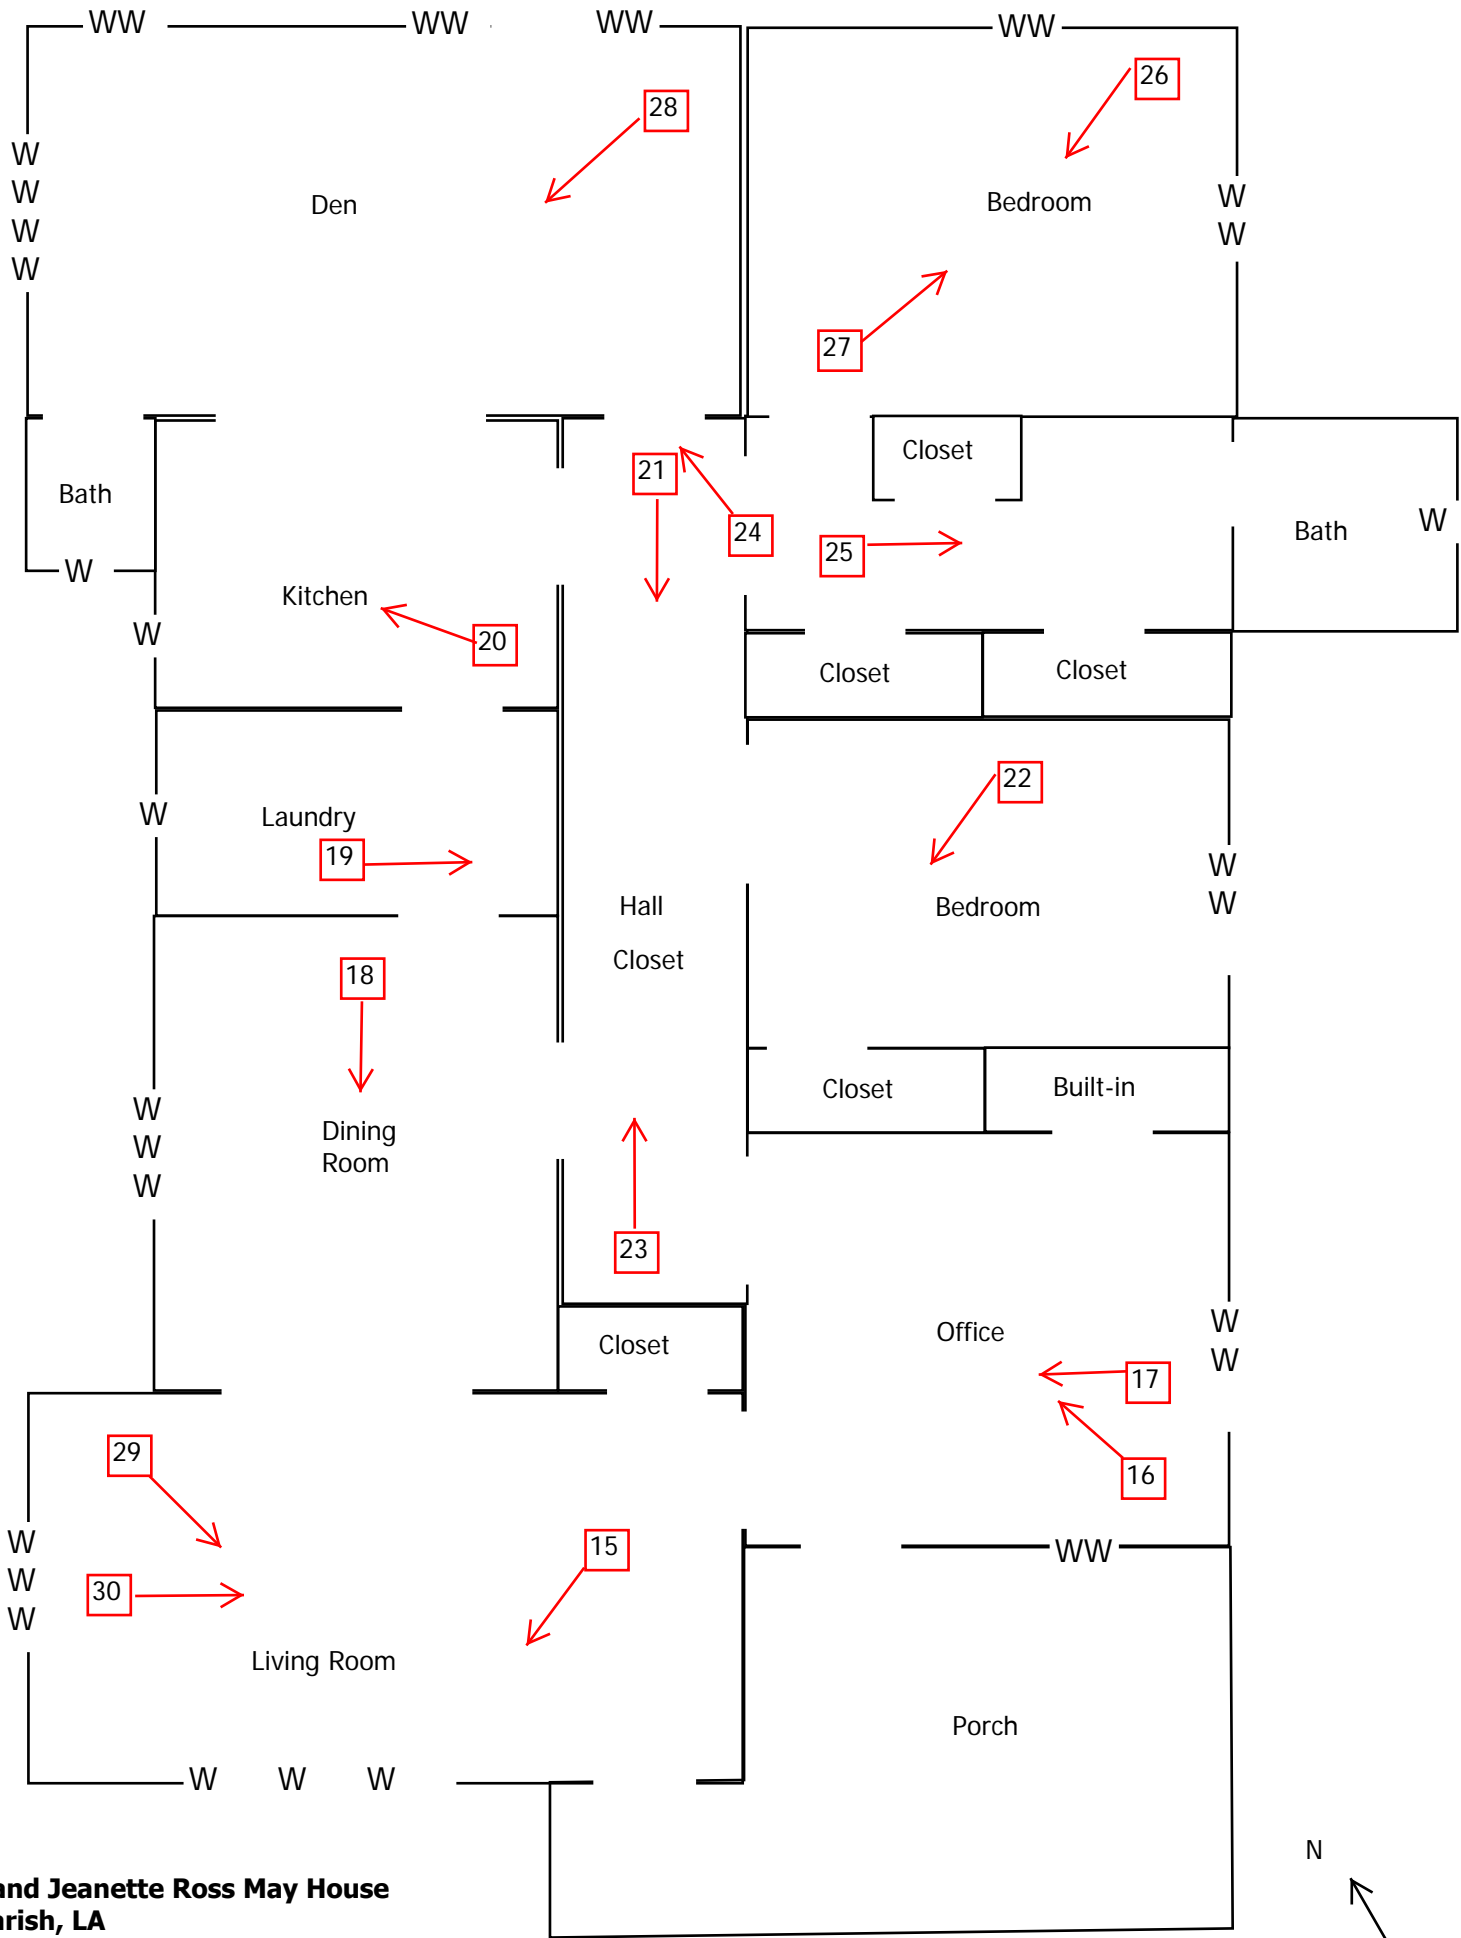 WW WW WW WW
26
28
W
W
W
W
Den
Bedroom
W
W
27
Closet
21
Bath
24
25
Bath
W
W
Kitchen
W
20
Closet
Closet
22
Laundry
W
19
W
W
Hall
Bedroom
Closet
18
Closet
Built-in
W
W
W
Dining
Room
23
Closet
Office
W
W
17
29
16
W
W
W
15
WW
30
Living Room
Porch
W W W
N
and Jeanette Ross May House
arish, LA